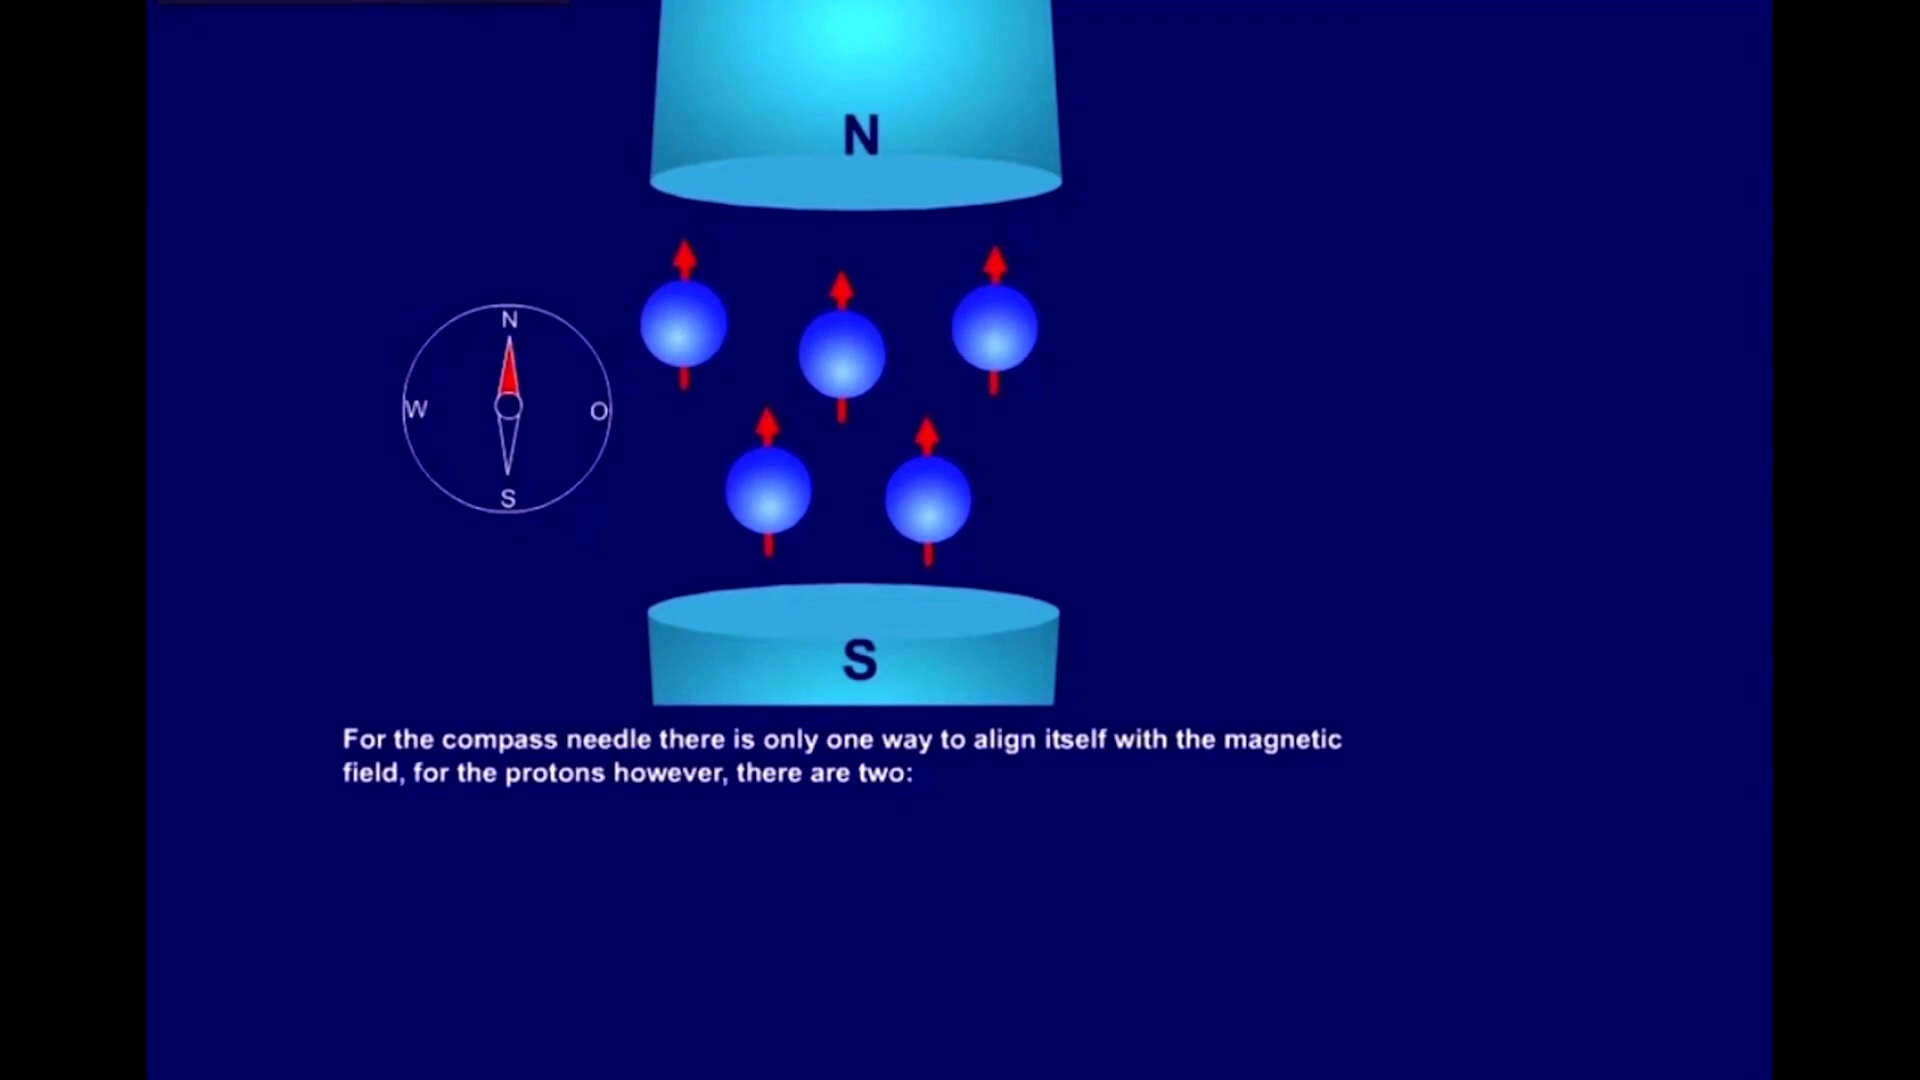 N
N
W
O
S
S
For the compass needle there is only one way to align itself with the magnetic
field, for the protons however, there are two: